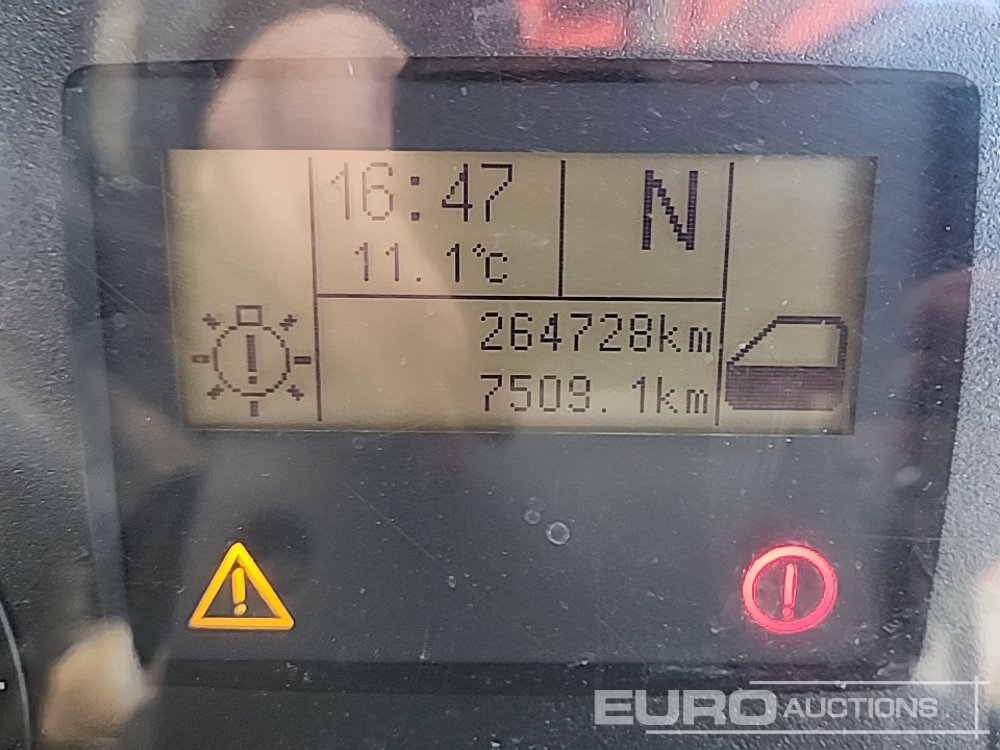 16:47
N
11.1°C
264728km
7509.1km
EURO AUCTIONS